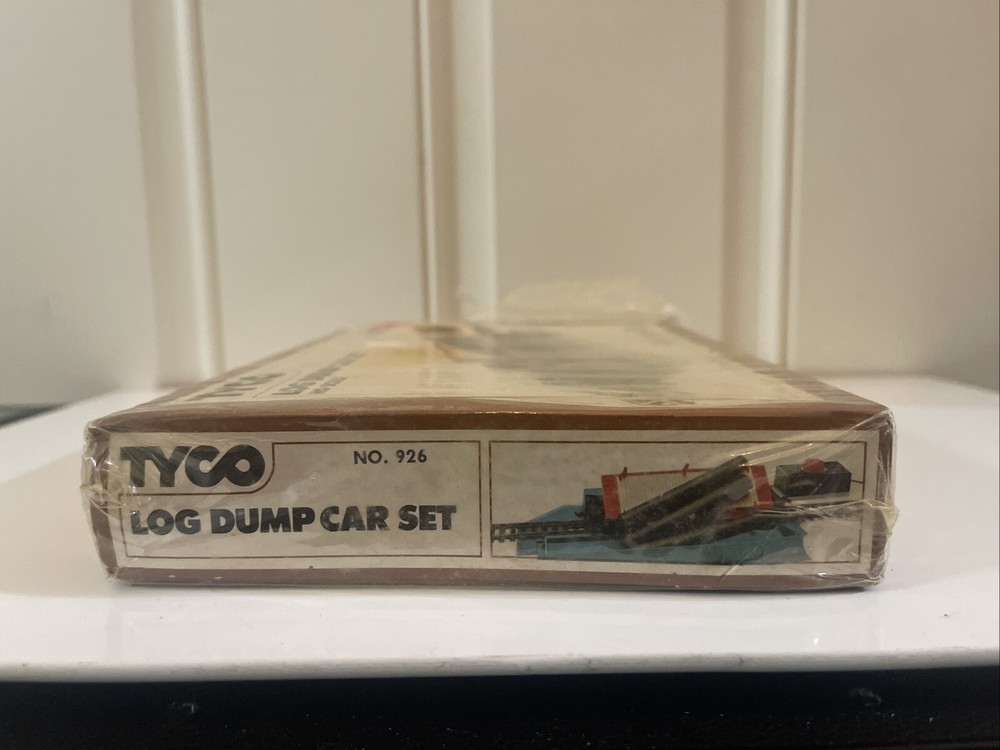 TYCO
NO. 926
LOG DUMP CAR SET